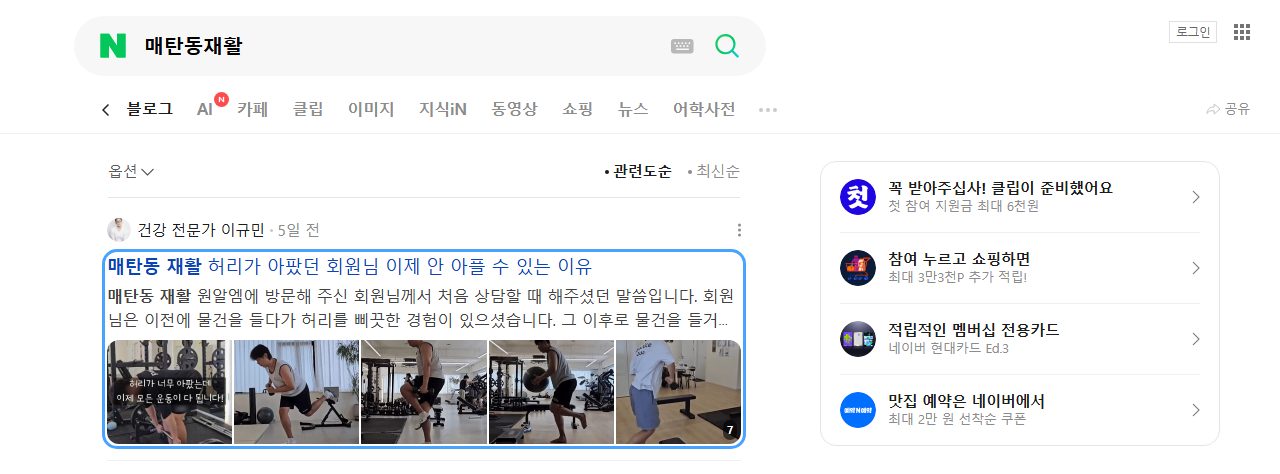 N 매탄동재활
로그인
블로그 AI N 카페 클립 이미지 지식iN 동영상 쇼핑 뉴스 어학사전
공유
옵션
• 관련도순 • 최신순
건강 전문가 이규민 · 5일 전
매탄동 재활 허리가 아팠던 회원님 이제 안 아플 수 있는 이유
매탄동 재활 원알엠에 방문해 주신 회원님께서 처음 상담할 때 해주셨던 말씀입니다. 회원
님은 이전에 물건을 들다가 허리를 삐끗한 경험이 있으셨습니다. 그 이후로 물건을 들거...
허리가 너무 아팠는데
이제 모든 운동이 다 됩니다!
7
첫
꼭 받아주십사! 클립이 준비했어요
첫 참여 지원금 최대 6천원
참여 누르고 쇼핑하면
최대 3만3천P 추가 적립!
적립적인 멤버십 전용카드
네이버 현대카드 Ed.3
맛집 예약은 네이버에서
최대 2만 원 선착순 쿠폰